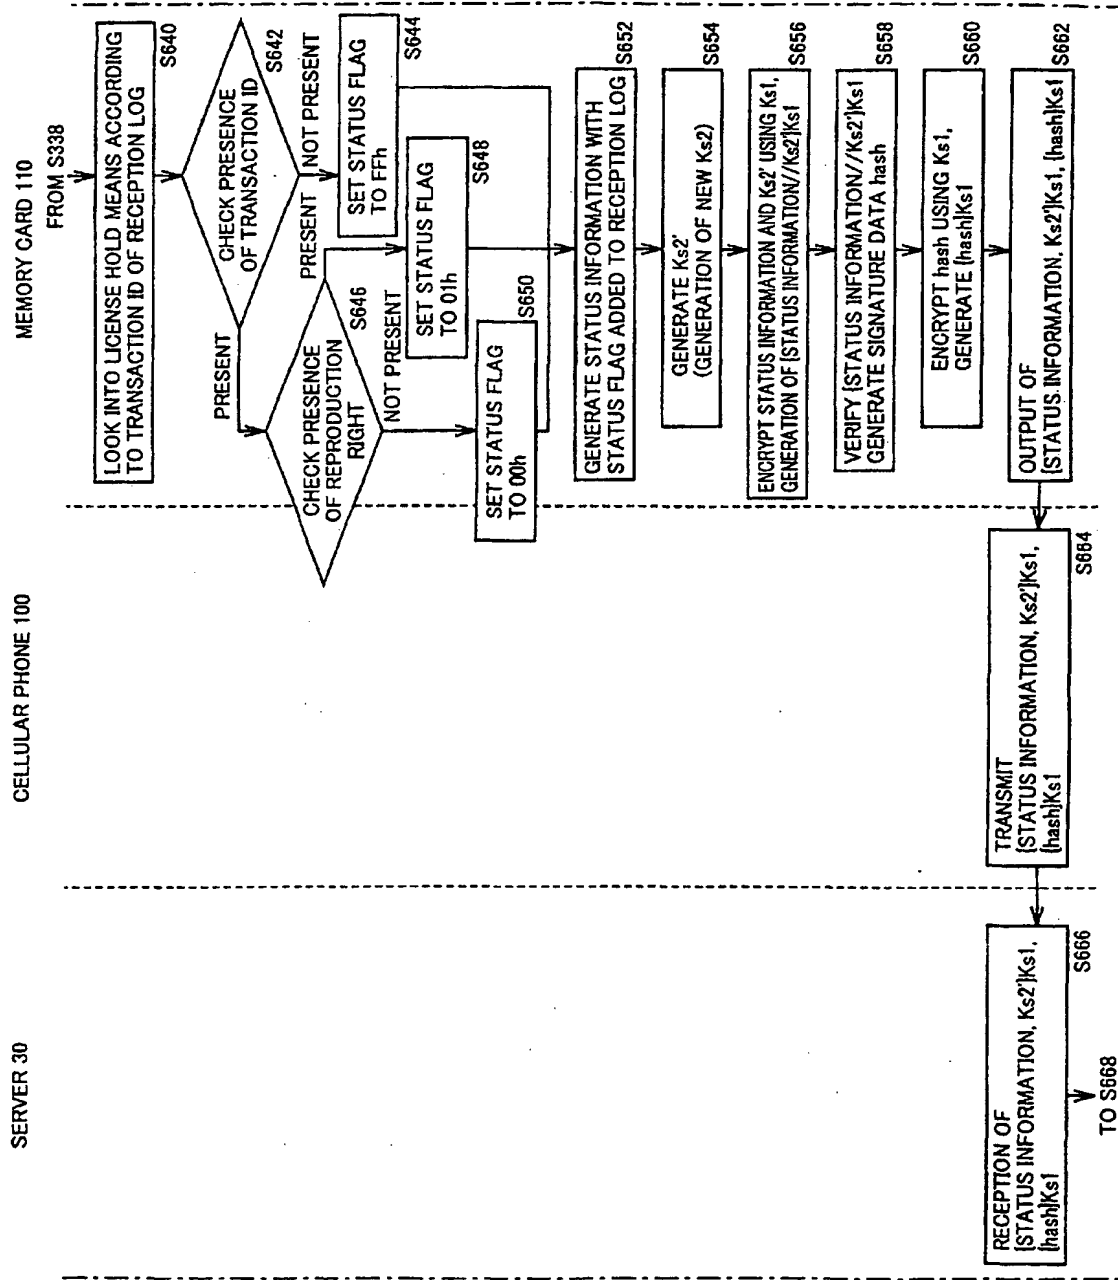 SERVER 30
CELLULAR PHONE 100
MEMORY CARD 110
FROM S338
LOOK INTO LICENSE HOLD MEANS ACCORDING
TO TRANSACTION ID OF RECEPTION LOG
S640
CHECK PRESENCE
OF TRANSACTION ID
S642
PRESENT
NOT PRESENT
SET STATUS FLAG
TO FFh
S644
CHECK PRESENCE
OF REPRODUCTION
RIGHT
S646
PRESENT
NOT PRESENT
SET STATUS FLAG
TO 01h
S648
SET STATUS FLAG
TO 00h
S650
GENERATE STATUS INFORMATION WITH
STATUS FLAG ADDED TO RECEPTION LOG
S652
GENERATE Ks2'
(GENERATION OF NEW Ks2)
S654
ENCRYPT STATUS INFORMATION AND Ks2' USING Ks1,
GENERATION OF {STATUS INFORMATION//Ks2'}Ks1
S656
VERIFY {STATUS INFORMATION//Ks2'}Ks1
GENERATE SIGNATURE DATA hash
S658
ENCRYPT hash USING Ks1,
GENERATE {hash}Ks1
S660
OUTPUT OF
{STATUS INFORMATION, Ks2'}Ks1, {hash}Ks1
S662
TRANSMIT
{STATUS INFORMATION, Ks2'}Ks1,
{hash}Ks1
S664
RECEPTION OF
{STATUS INFORMATION, Ks2'}Ks1,
{hash}Ks1
S666
TO S668